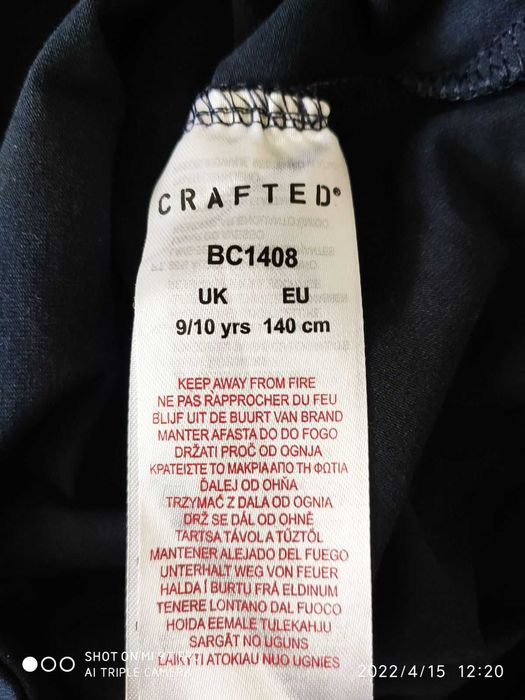 CRAFTED®
BC1408
UK EU
9/10 yrs 140 cm
KEEP AWAY FROM FIRE
NE PAS RAPPROCHER DU FEU
BLIJF UIT DE BUURT VAN BRAND
MANTER AFASTA DO DO FOGO
DRŽATI PROČ OD OGNJA
ΚΡΑΤΕΙΣΤΕ ΤΟ ΜΑΚΡΙΑ ΑΠΟ ΤΗ ΦΩΤΙΑ
ĎALEJ OD OHŇA
TRZYMAĆ Z DALA OD OGNIA
DRŽ SE DÁL OD OHNĚ
TARTSA TÁVOL A TŰZTŐL
MANTENER ALEJADO DEL FUEGO
UNTERHALT WEG VON FEUER
HALDA Í BURTU FRÁ ELDINUM
TENERE LONTANO DAL FUOCO
HOIDA EEMALE TULEKAHJU
SARGĀT NO UGUNS
LAIKYTI ATOKIAU NUO UGNIES
SHOT ON MI
AI TRIPLE CAMERA
2022/4/15 12:20